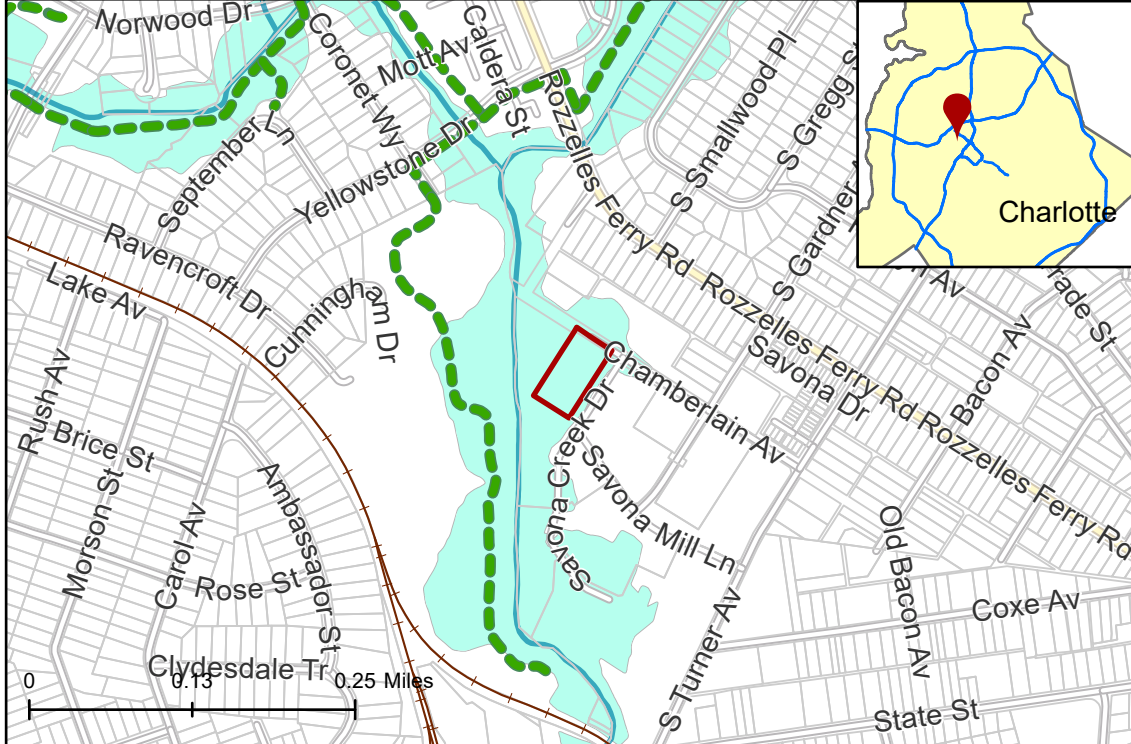 Norwood Dr
Coronet Wy
Mott Av
Caldera St
Rozzelles Ferry Rd
Rozzelles Ferry Rd
Rozzelles Ferry Rd
S Smallwood Pl
S Gregg St
S Gardner Av
Charlotte
September Ln
Yellowstone Dr
Ravencroft Dr
Lake Av
Cunningham Dr
Rush Av
Brice St
Morson St
Carol Av
Rose St
Ambassador St
Clydesdale Tr
Chamberlain Av
Savona Dr
Savona Creek Dr
Savona Mill Ln
Savona
Bacon Av
Trade St
Old Bacon Av
Coxe Av
S Turner Av
State St
0
0.13
0.25 Miles